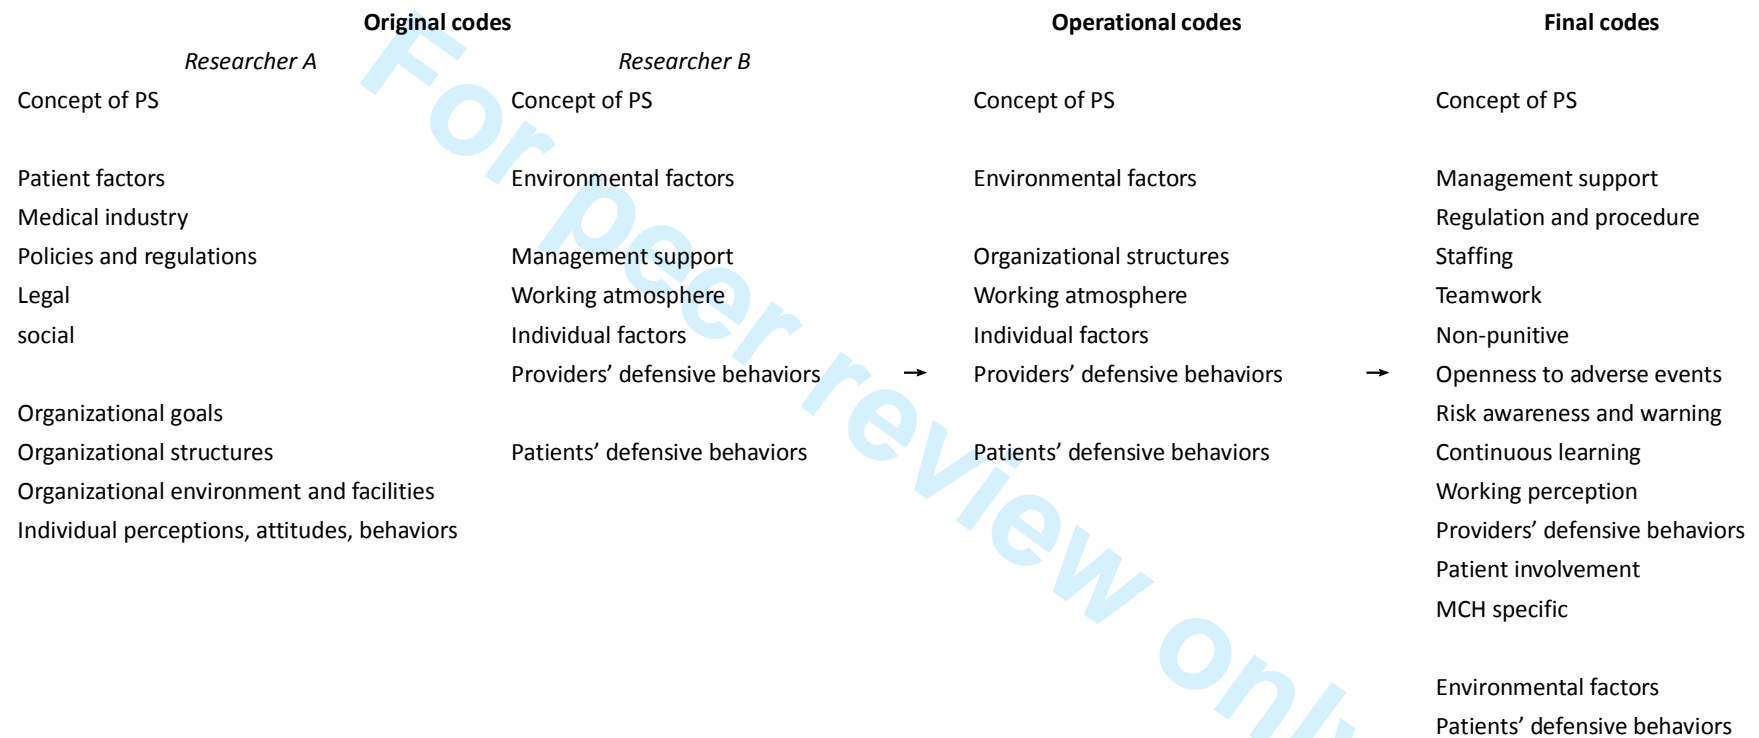 Original codes Operational codes Final codes
Researcher A Researcher B
Concept of PS Concept of PS Concept of PS Concept of PS
Patient factors Environmental factors Environmental factors Management support
Medical industry Regulation and procedure
Policies and regulations Management support Organizational structures Staffing
Legal Working atmosphere Working atmosphere Teamwork
social Individual factors Individual factors Non-punitive
Providers’ defensive behaviors → Providers’ defensive behaviors → Openness to adverse events
Organizational goals Risk awareness and warning
Organizational structures Patients’ defensive behaviors Patients’ defensive behaviors Continuous learning
Organizational environment and facilities Working perception
Individual perceptions, attitudes, behaviors Providers’ defensive behaviors
Patient involvement
MCH specific
Environmental factors
Patients’ defensive behaviors
For peer review only